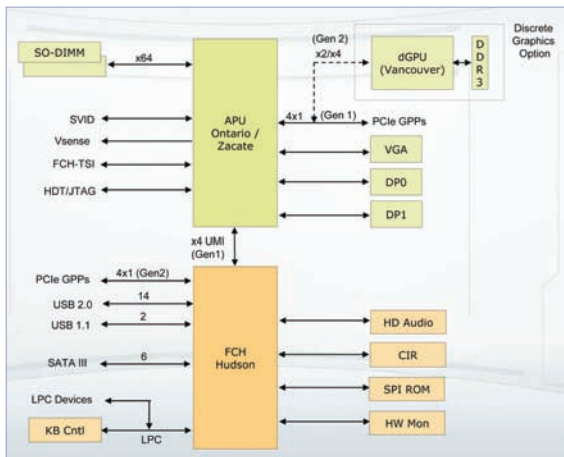 SO-DIMM
x64
SVID
Vsense
FCH-TSI
HDT/JTAG
APU
Ontario /
Zacate
(Gen 2)
x2/x4
dGPU
(Vancouver)
DDR3
Discrete
Graphics
Option
4x1
(Gen 1)
PCIe GPPs
VGA
DP0
DP1
x4 UMI
(Gen1)
PCIe GPPs
4x1 (Gen2)
USB 2.0
14
USB 1.1
2
SATA III
6
LPC Devices
KB Cntl
LPC
FCH
Hudson
HD Audio
CIR
SPI ROM
HW Mon